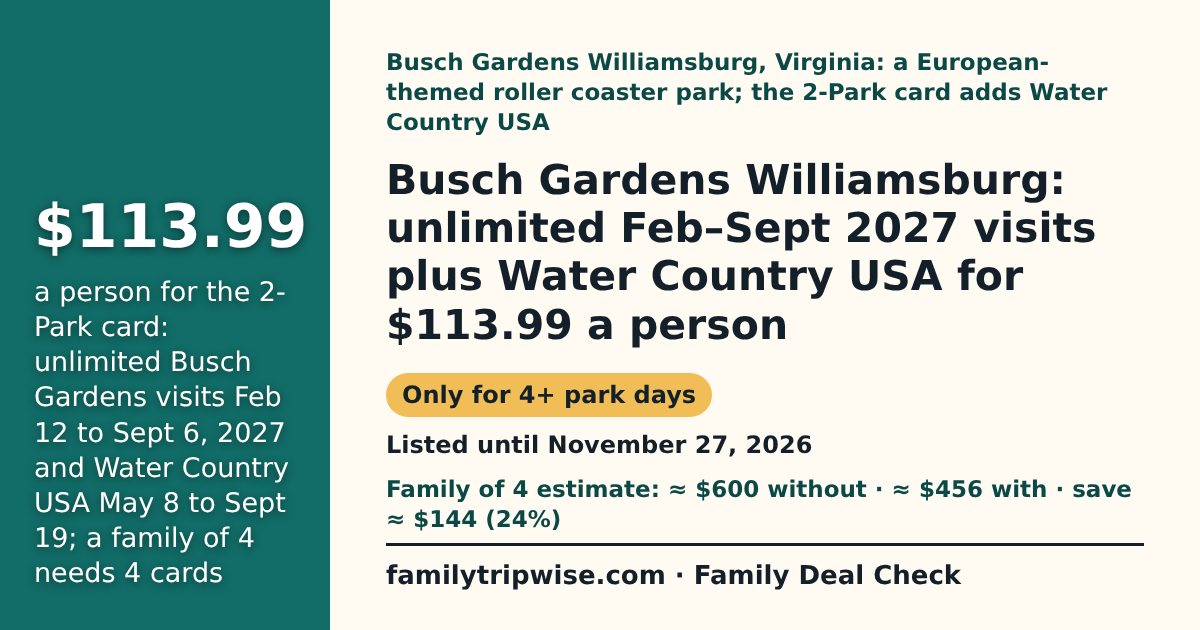 $113.99
a person for the 2-
Park card:
unlimited Busch
Gardens visits Feb
12 to Sept 6, 2027
and Water Country
USA May 8 to Sept
19; a family of 4
needs 4 cards
Busch Gardens Williamsburg, Virginia: a European-
themed roller coaster park; the 2-Park card adds Water
Country USA
Busch Gardens Williamsburg:
unlimited Feb–Sept 2027 visits
plus Water Country USA for
$113.99 a person
Only for 4+ park days
Listed until November 27, 2026
Family of 4 estimate: ≈ $600 without · ≈ $456 with · save
≈ $144 (24%)
familytripwise.com · Family Deal Check